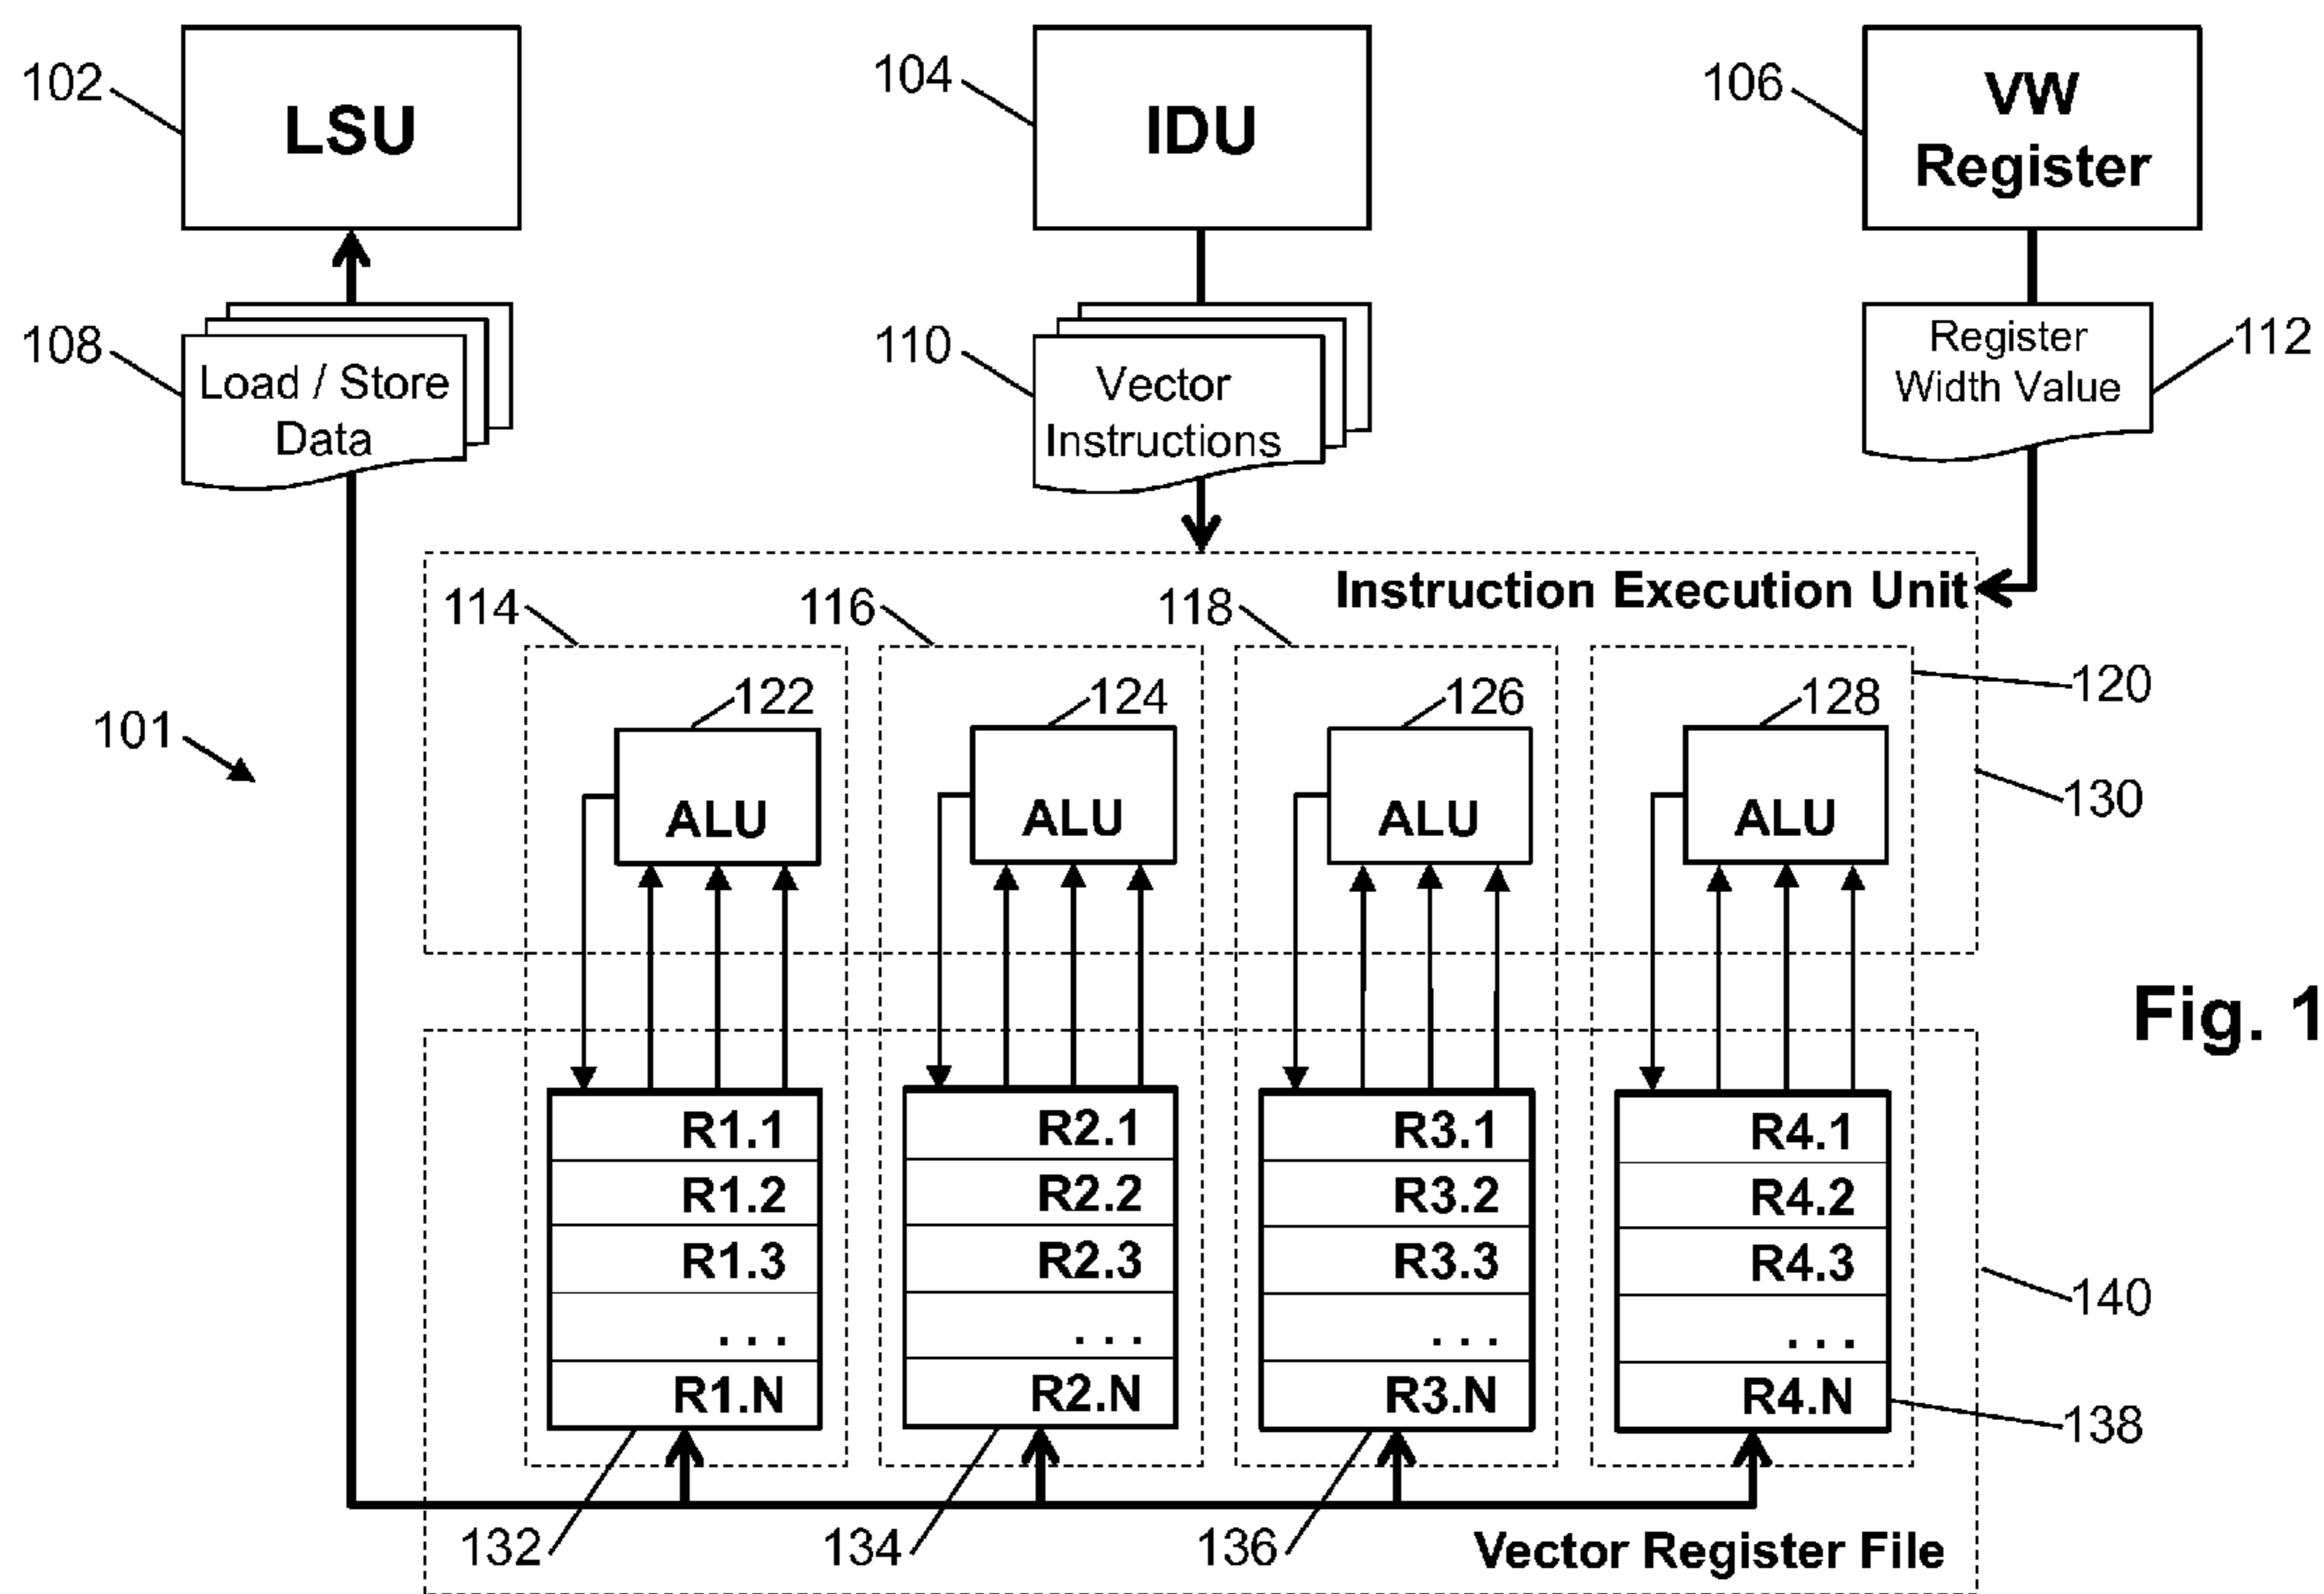 102
LSU
104
IDU
106
VW
Register
108
Load / Store
Data
110
Vector
Instructions
Register
Width Value
112
Instruction Execution Unit
114
116
118
120
122
124
126
128
101
ALU
ALU
ALU
ALU
130
Fig. 1
R1.1
R1.2
R1.3
. . .
R1.N
R2.1
R2.2
R2.3
. . .
R2.N
R3.1
R3.2
R3.3
. . .
R3.N
R4.1
R4.2
R4.3
. . .
R4.N
140
138
132
134
136
Vector Register File